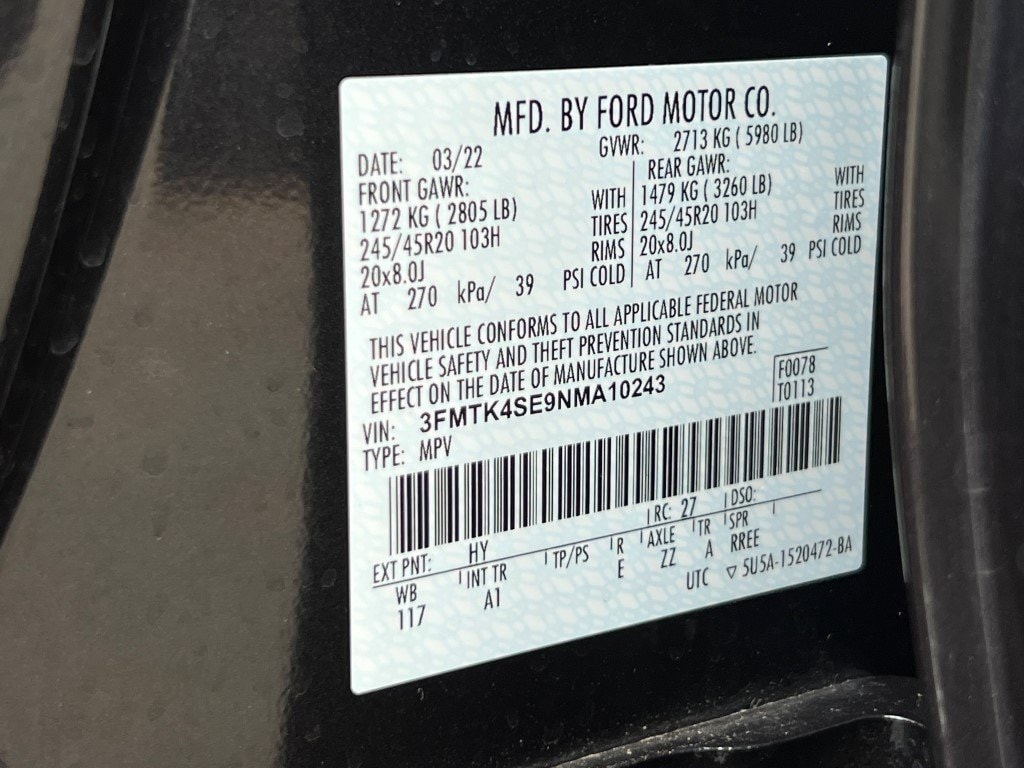 MFD. BY FORD MOTOR CO.
DATE: 03/22 GVWR: 2713 KG ( 5980 LB)
FRONT GAWR: REAR GAWR:
1272 KG ( 2805 LB) WITH 1479 KG ( 3260 LB) WITH
245/45R20 103H TIRES 245/45R20 103H TIRES
20x8.0J RIMS 20x8.0J RIMS
AT 270 kPa/ 39 PSI COLD AT 270 kPa/ 39 PSI COLD
THIS VEHICLE CONFORMS TO ALL APPLICABLE FEDERAL MOTOR
VEHICLE SAFETY AND THEFT PREVENTION STANDARDS IN
EFFECT ON THE DATE OF MANUFACTURE SHOWN ABOVE.
F0078
VIN: 3FMTK4SE9NMA10243 T0113
TYPE: MPV
EXT PNT: HY RC: 27 DSO:
WB INT TR TP/PS R AXLE TR SPR
117 A1 E ZZ A RREE
UTC ▽ 5U5A-1520472-BA